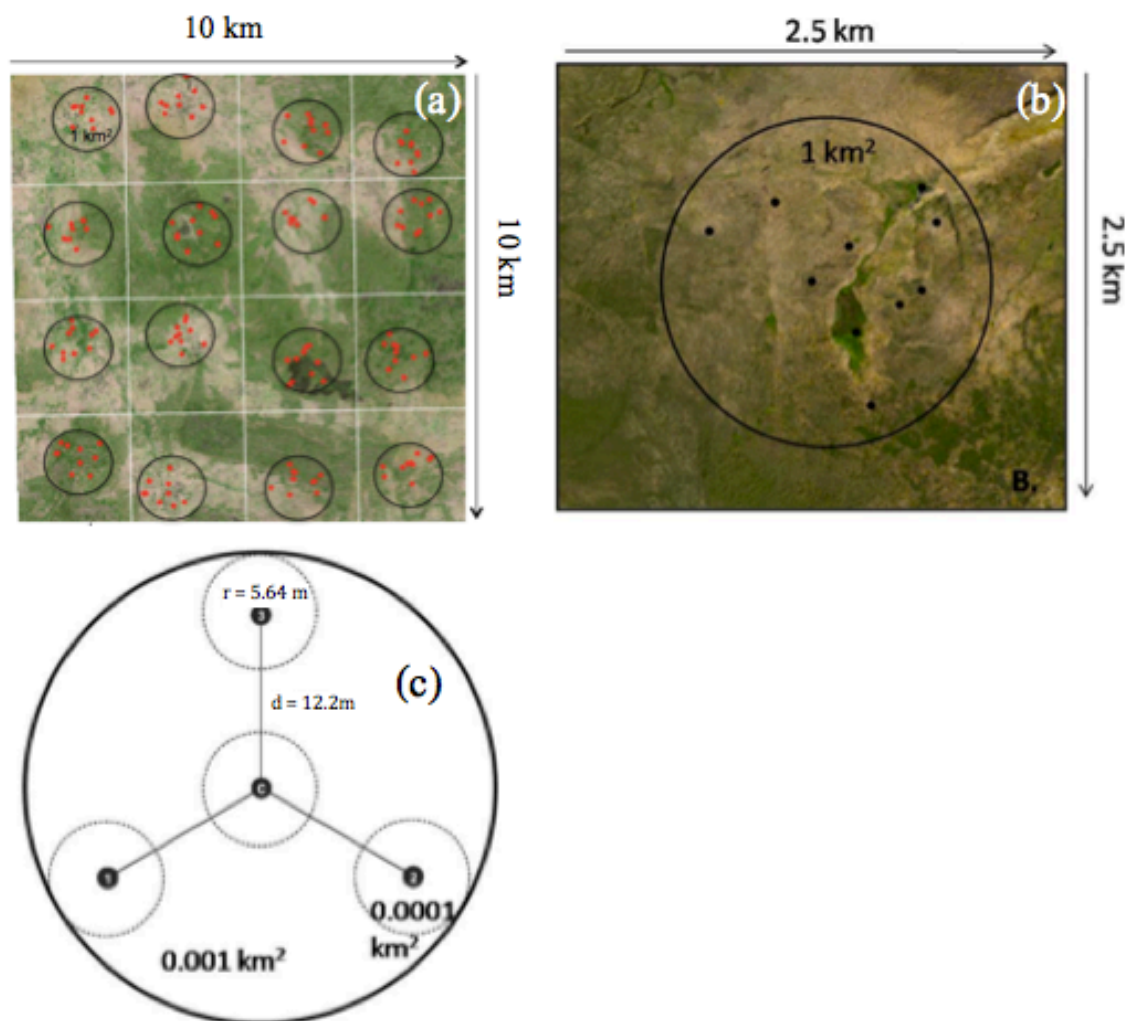 10 km
(a)
1 km²
10 km
2.5 km
(b)
1 km²
2.5 km
B.
r = 5.64 m
3
(c)
d = 12.2m
C
1
2
0.0001
km²
0.001 km²